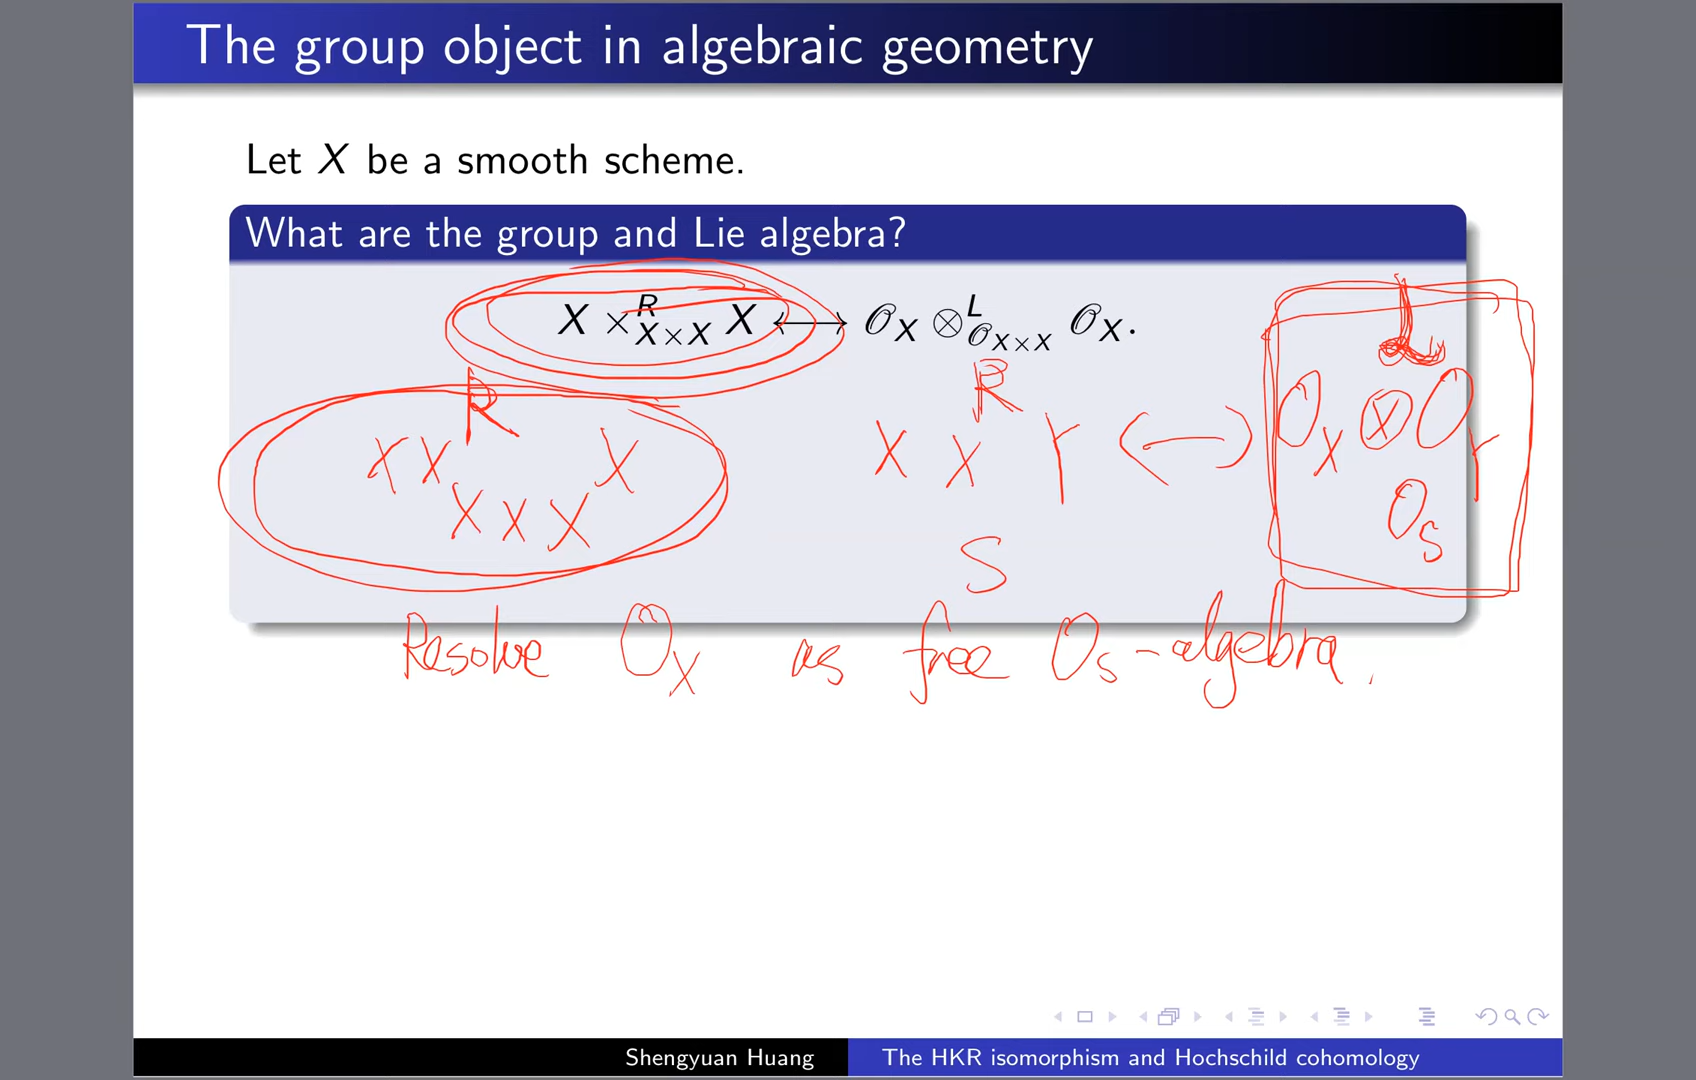 The group object in algebraic geometry
Let X be a smooth scheme.
What are the group and Lie algebra?
X ×^R_{X×X} X ⟷ 𝒪_X ⊗^L_{𝒪_{X×X}} 𝒪_X.
X ×^R_{X×X} X
X ×^R_S Y ⟷ O_X ⊗^L_{O_S} O_Y
Resolve O_X as free O_S-algebra.
Shengyuan Huang
The HKR isomorphism and Hochschild cohomology